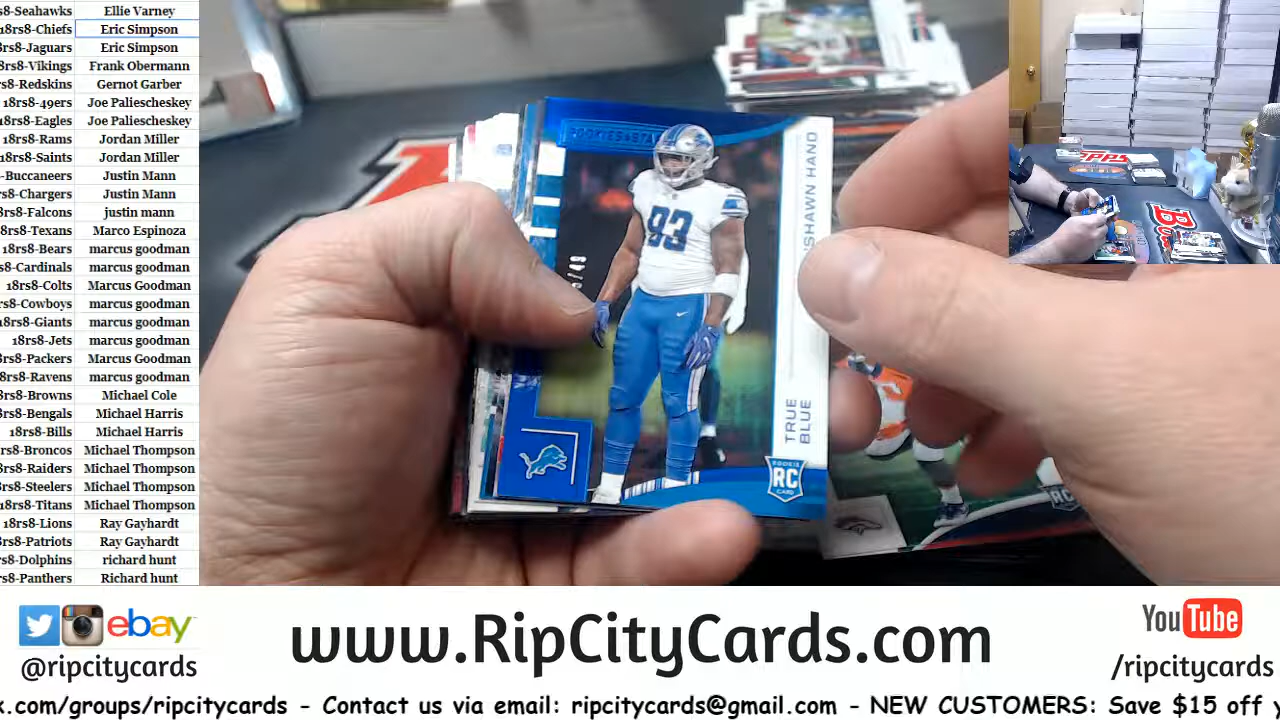 s8-Seahawks Ellie Varney
18rs8-Chiefs Eric Simpson
8rs8-Jaguars Eric Simpson
8rs8-Vikings Frank Obermann
s8-Redskins Gernot Garber
18rs8-49ers Joe Paliescheskey
18rs8-Eagles Joe Paliescheskey
18rs8-Rams Jordan Miller
18rs8-Saints Jordan Miller
-Buccaneers Justin Mann
s8-Chargers Justin Mann
8rs8-Falcons justin mann
8rs8-Texans Marco Espinoza
18rs8-Bears marcus goodman
s8-Cardinals marcus goodman
18rs8-Colts Marcus Goodman
rs8-Cowboys marcus goodman
8rs8-Giants marcus goodman
18rs8-Jets marcus goodman
rs8-Packers Marcus Goodman
8rs8-Ravens marcus goodman
8rs8-Browns Michael Cole
8rs8-Bengals Michael Harris
18rs8-Bills Michael Harris
8rs8-Broncos Michael Thompson
8rs8-Raiders Michael Thompson
rs8-Steelers Michael Thompson
18rs8-Titans Michael Thompson
18rs8-Lions Ray Gayhardt
rs8-Patriots Ray Gayhardt
rs8-Dolphins richard hunt
rs8-Panthers Richard hunt
93
SHAWN HAND
TRUE
BLUE
ROOKIE
RC
CARD
TOPPS
ebay
@ripcitycards
www.RipCityCards.com
YouTube
/ripcitycards
x.com/groups/ripcitycards - Contact us via email: ripcitycards@gmail.com - NEW CUSTOMERS: Save $15 off y